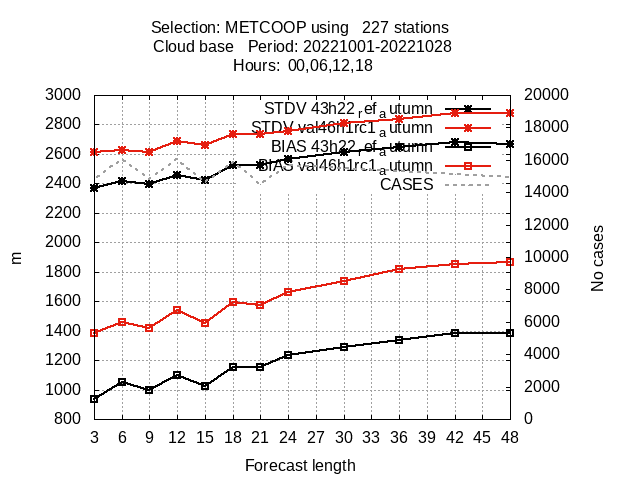 Selection: METCOOP using   227 stations
Cloud base   Period: 20221001-20221028
Hours:  00,06,12,18
STDV 43h22ref_autumn
STDV val46h1rc1_autumn
BIAS 43h22ref_autumn
BIAS val46h1rc1_autumn
CASES
3000
2800
2600
2400
2200
2000
1800
1600
1400
1200
1000
800
m
20000
18000
16000
14000
12000
10000
8000
6000
4000
2000
0
No cases
3 6 9 12 15 18 21 24 27 30 33 36 39 42 45 48
Forecast length